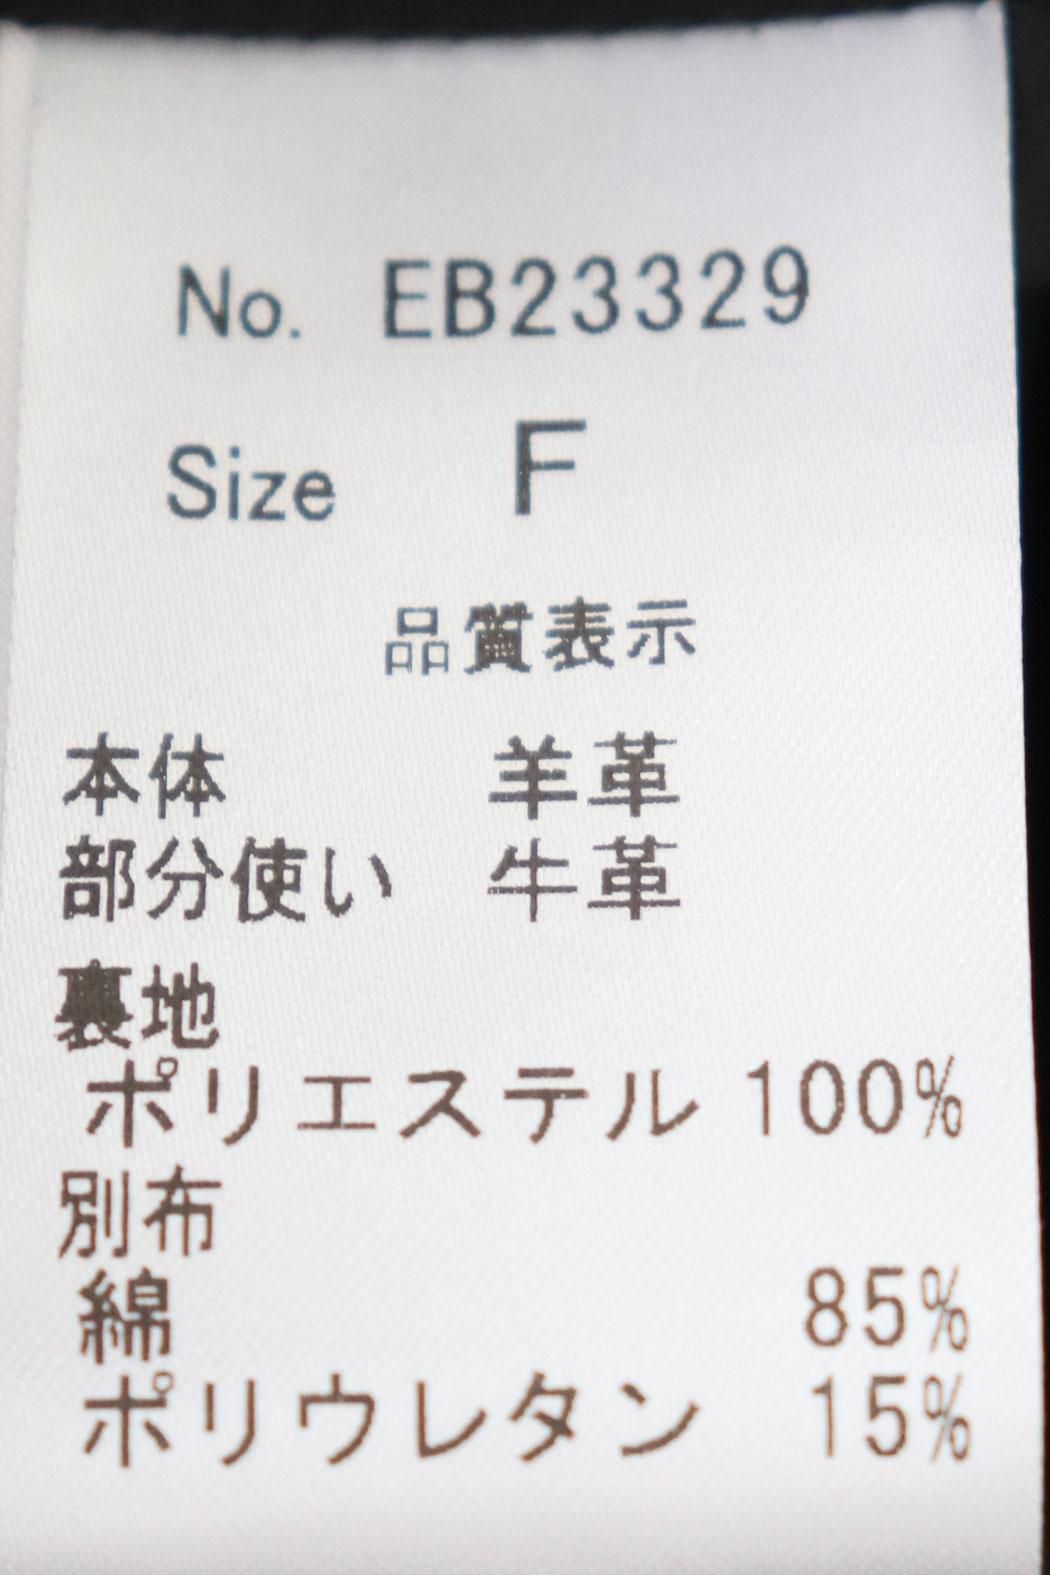 No. EB23329
Size F
品質表示
本体 羊革
部分使い 牛革
裏地
ポリエステル 100%
別布
綿 85%
ポリウレタン 15%